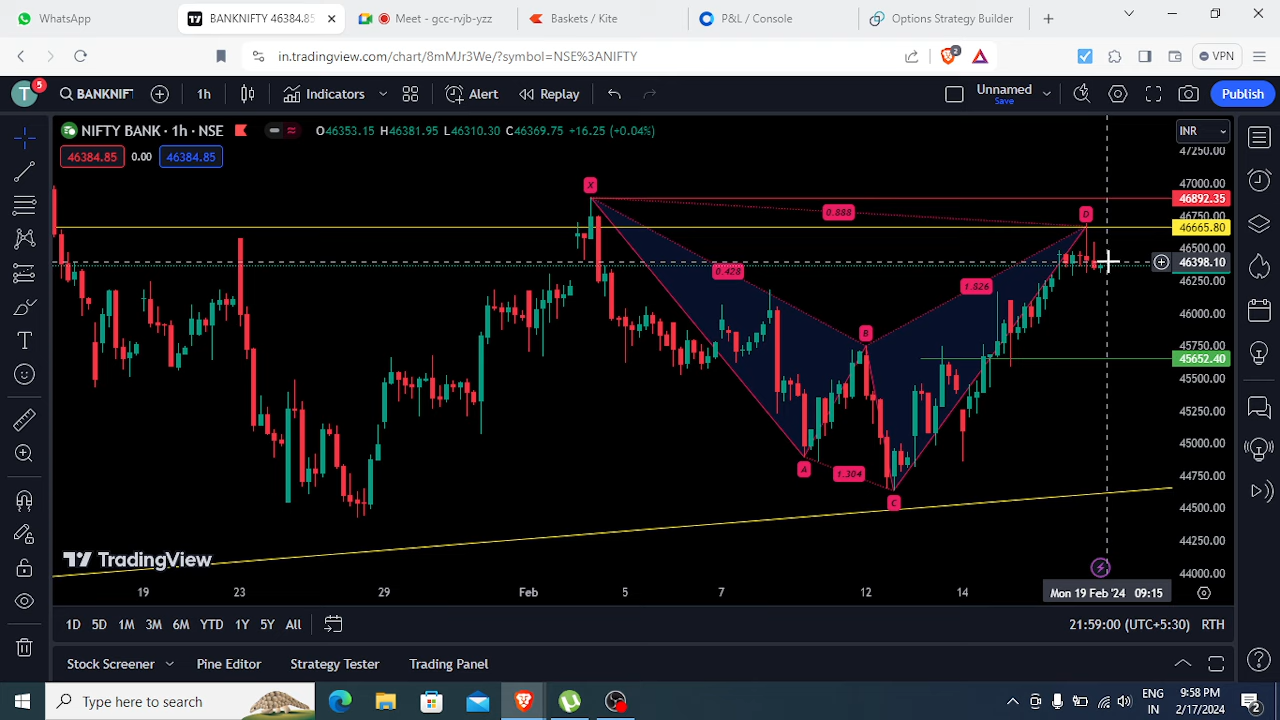 WhatsApp
BANKNIFTY 46384.85
Meet - gcc-rvjb-yzz
Baskets / Kite
P&L / Console
Options Strategy Builder
in.tradingview.com/chart/8mMJr3We/?symbol=NSE%3ANIFTY
2
VPN
T
5
BANKNIF
1h
Indicators
Alert
Replay
Unnamed
Save
Publish
NIFTY BANK · 1h · NSE
O46353.15 H46381.95 L46310.30 C46369.75 +16.25 (+0.04%)
46384.85
0.00
46384.85
INR
47250.00
47000.00
46892.35
46750.00
46665.80
46500.00
46398.10
46250.00
46000.00
45750.00
45652.40
45500.00
45250.00
45000.00
44750.00
44500.00
44250.00
44000.00
X
0.888
D
0.428
1.826
B
A
1.304
C
TradingView
19
23
29
Feb
5
7
12
14
Mon 19 Feb '24 09:15
1D 5D 1M 3M 6M YTD 1Y 5Y All
21:59:00 (UTC+5:30)
RTH
Stock Screener
Pine Editor
Strategy Tester
Trading Panel
Type here to search
ENG
IN
9:58 PM
2/17/2024
2